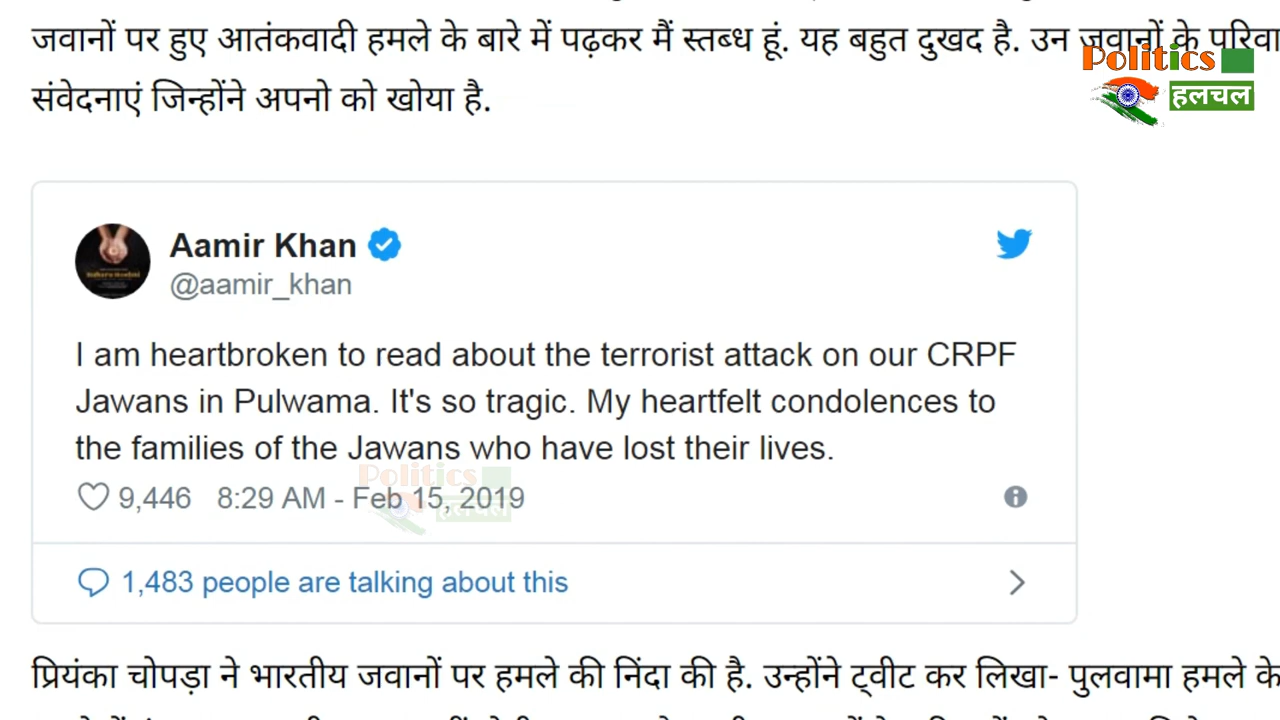 जवानों पर हुए आतंकवादी हमले के बारे में पढ़कर मैं स्तब्ध हूं. यह बहुत दुखद है. उन जवानों के
Politics
संवेदनाएं जिन्होंने अपनो को खोया है.
हलचल
Aamir Khan
@aamir_khan
I am heartbroken to read about the terrorist attack on our CRPF
Jawans in Pulwama. It's so tragic. My heartfelt condolences to
the families of the Jawans who have lost their lives.
Politics
9,446 8:29 AM - Feb 15, 2019
हलचल
1,483 people are talking about this
प्रियंका चोपड़ा ने भारतीय जवानों पर हमले की निंदा की है. उन्होंने ट्वीट कर लिखा- पुलवामा हमले के